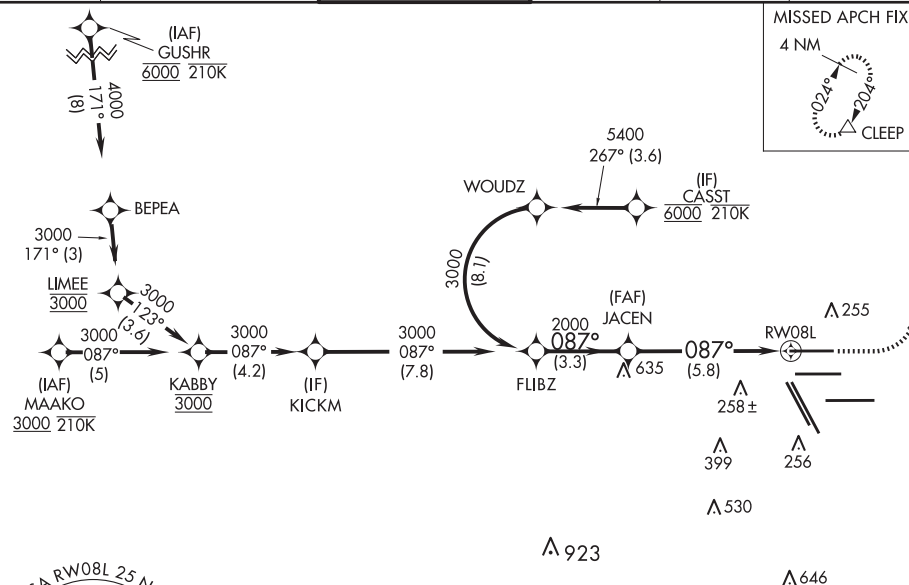 MISSED APCH FIX
4 NM
024°
204°
CLEEP
(IAF)
GUSHR
6000 210K
4000
171°
(8)
BEPEA
3000
171° (3)
LIMEE
3000
3000
123°
(3.6)
5400
267° (3.6)
WOUDZ
(IF)
CASST
6000 210K
3000
(8.1)
3000
087°
(5)
(IAF)
MAAKO
3000 210K
KABBY
3000
3000
087°
(4.2)
(IF)
KICKM
3000
087°
(7.8)
FLIBZ
2000
087°
(3.3)
(FAF)
JACEN
635
087°
(5.8)
RW08L
255
258 ±
399
256
530
923
646
RW08L 25